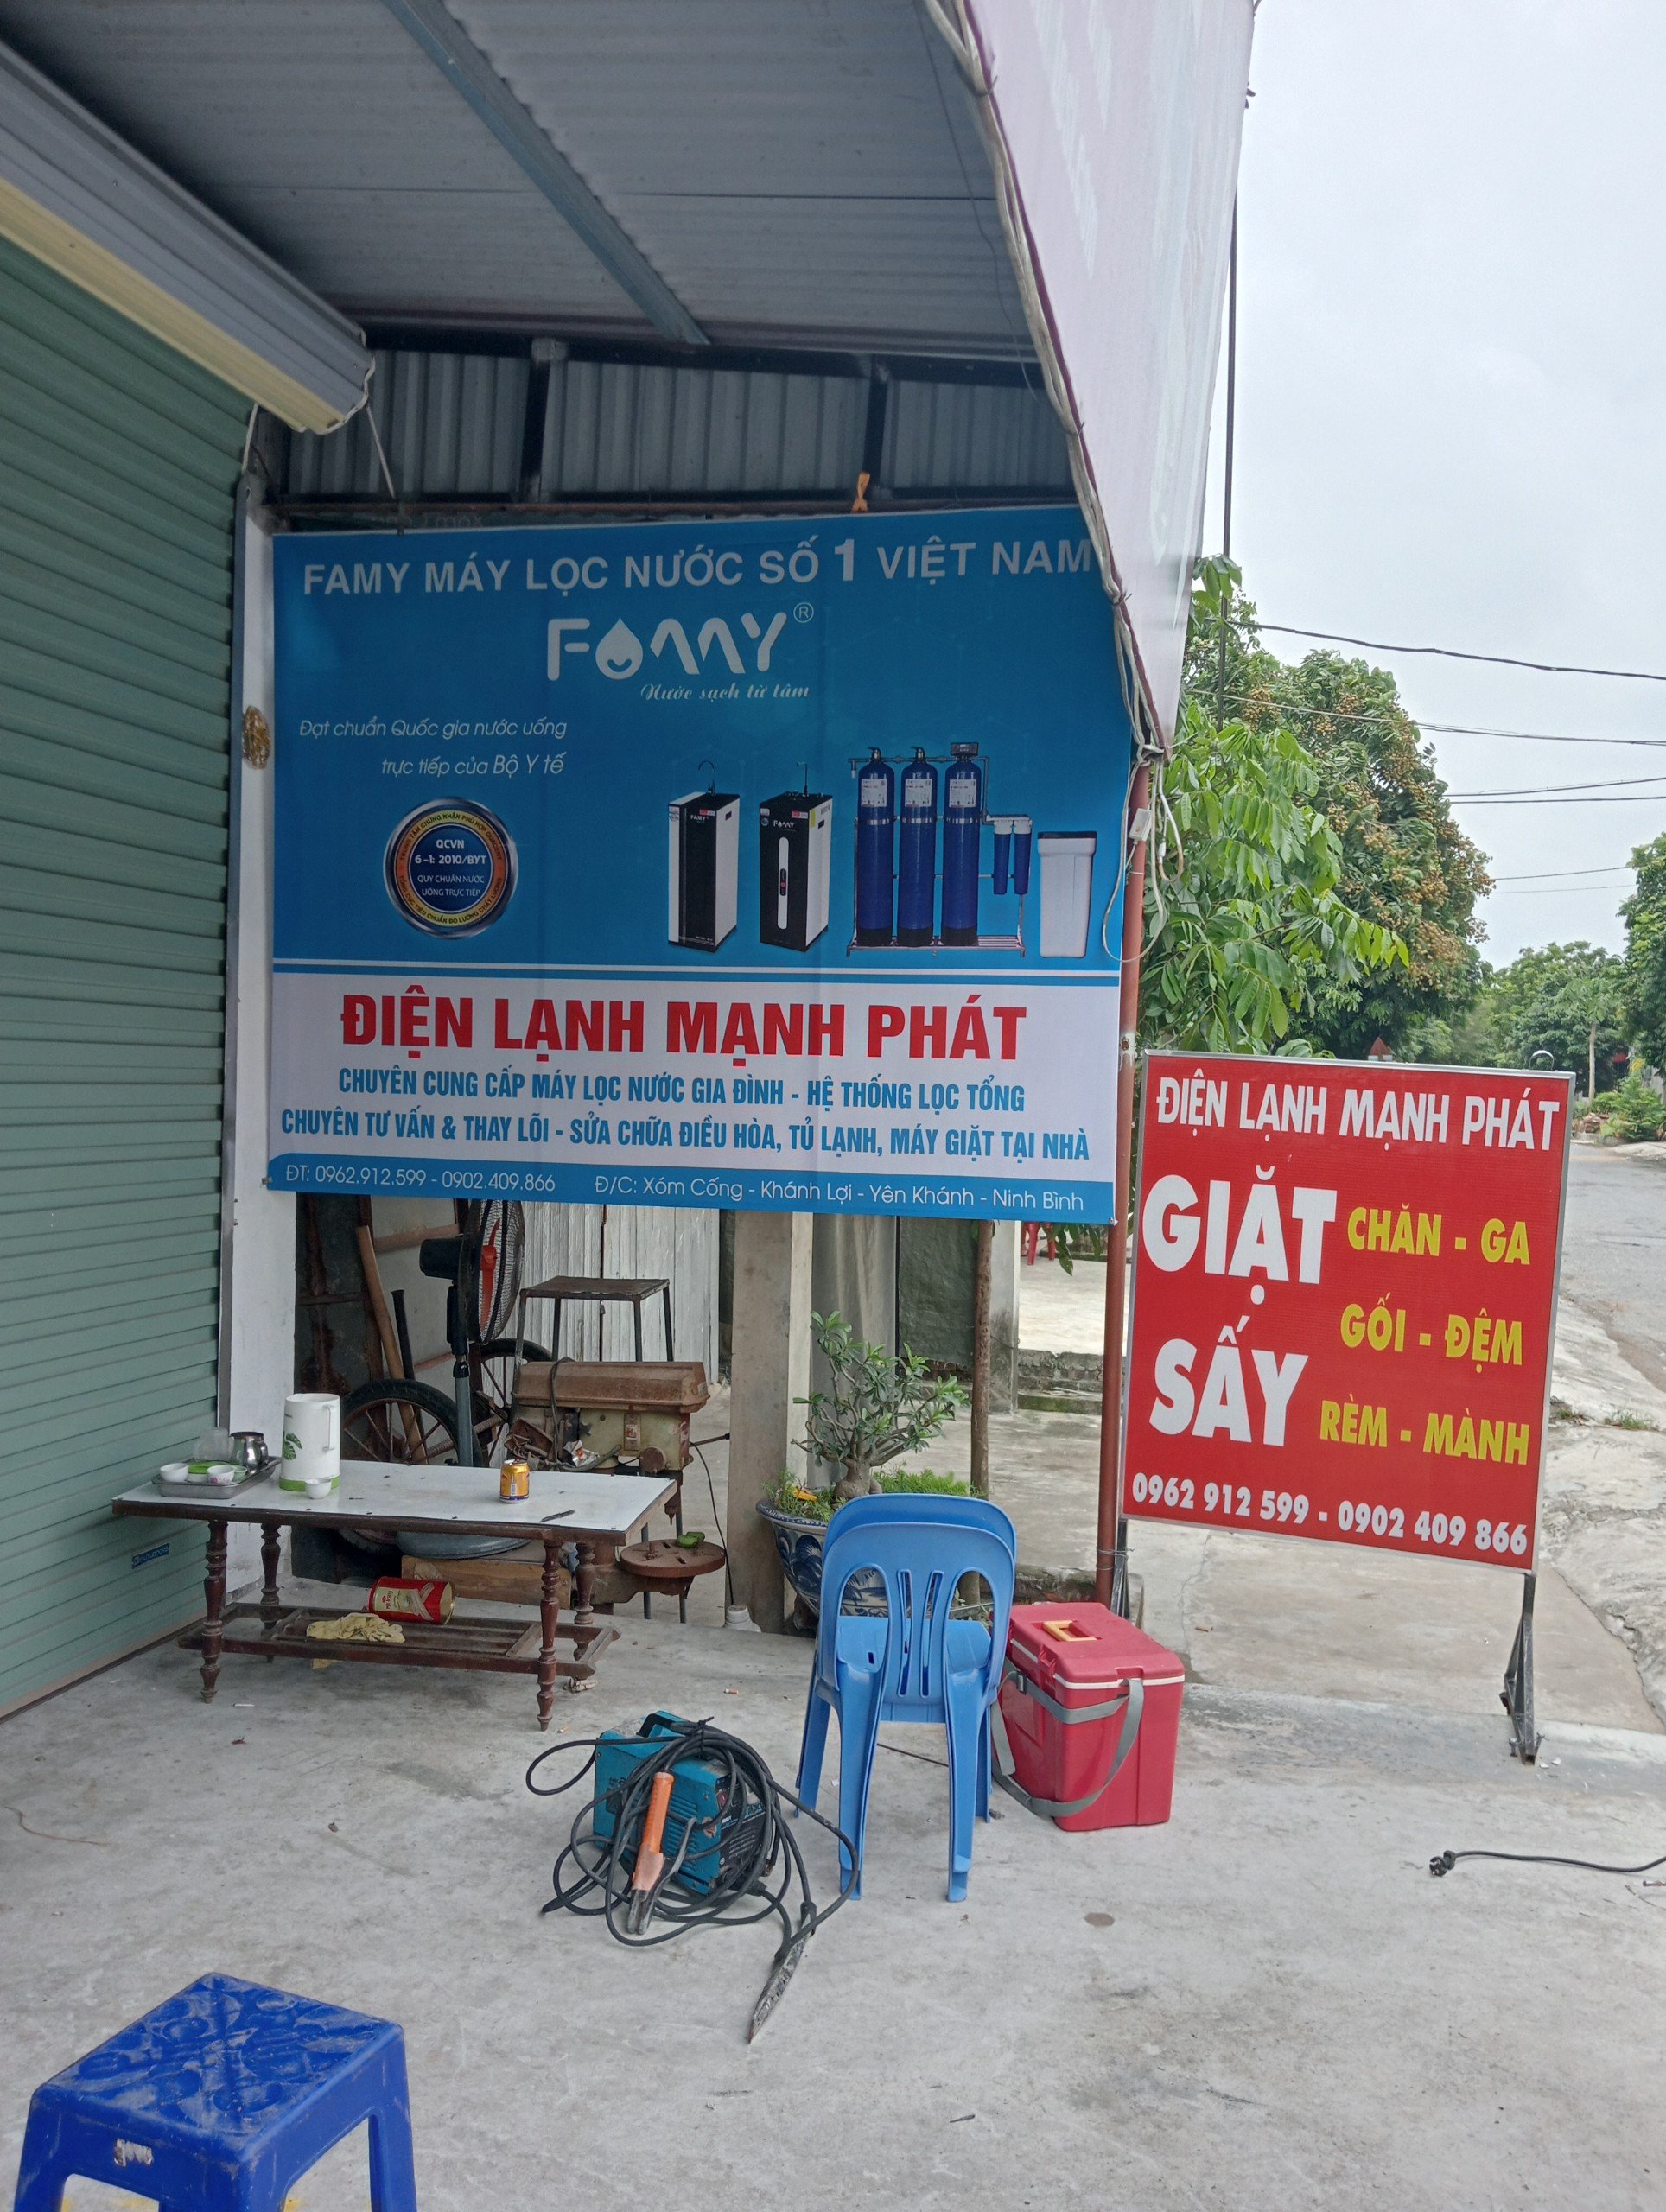 FAMY MÁY LỌC NƯỚC SỐ 1 VIỆT NAM
FAMY®
Nước sạch từ tâm
Đạt chuẩn Quốc gia nước uống
trực tiếp của Bộ Y tế
QCVN
6-1: 2010/BYT
QUY CHUẨN NƯỚC
UỐNG TRỰC TIẾP
FAMY
FAMY
ĐIỆN LẠNH MẠNH PHÁT
CHUYÊN CUNG CẤP MÁY LỌC NƯỚC GIA ĐÌNH - HỆ THỐNG LỌC TỔNG
CHUYÊN TƯ VẤN & THAY LÕI - SỬA CHỮA ĐIỀU HÒA, TỦ LẠNH, MÁY GIẶT TẠI NHÀ
ĐT: 0962.912.599 - 0902.409.866 Đ/C: Xóm Cống - Khánh Lợi - Yên Khánh - Ninh Bình
ĐIỆN LẠNH MẠNH PHÁT
GIẶT CHĂN - GA
GỐI - ĐỆM
SẤY RÈM - MÀNH
0962 912 599 - 0902 409 866